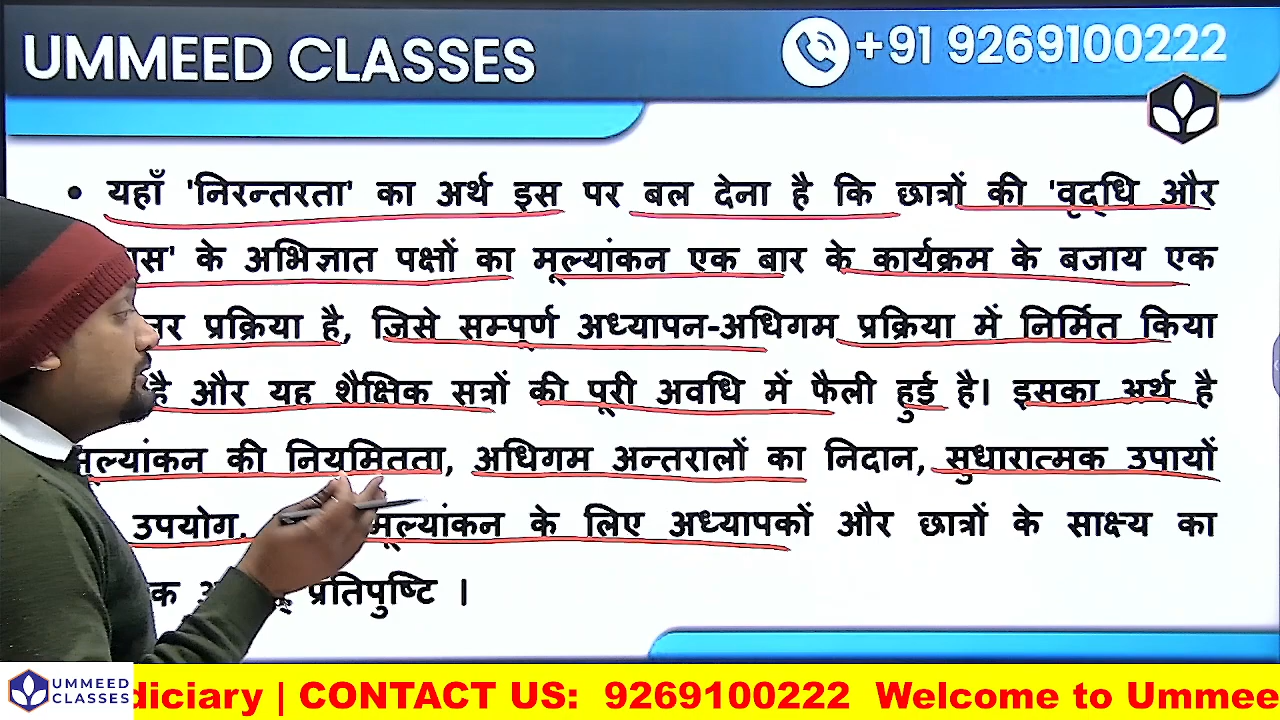 UMMEED CLASSES
+91 9269100222
• यहाँ 'निरन्तरता' का अर्थ इस पर बल देना है कि छात्रों की 'वृद्धि और
के अभिज्ञात पक्षों का मूल्यांकन एक बार के कार्यक्रम के बजाय एक
प्रक्रिया है, जिसे सम्पूर्ण अध्यापन-अधिगम प्रक्रिया में निर्मित किया
है और यह शैक्षिक सत्रों की पूरी अवधि में फैली हुई है। इसका अर्थ है
मूल्यांकन की नियमितता, अधिगम अन्तरालों का निदान, सुधारात्मक उपायों
उपयोग, मूल्यांकन के लिए अध्यापकों और छात्रों के साक्ष्य का
प्रतिपुष्टि ।
UMMEED
CLASSES
diciary | CONTACT US: 9269100222 Welcome to Ummee